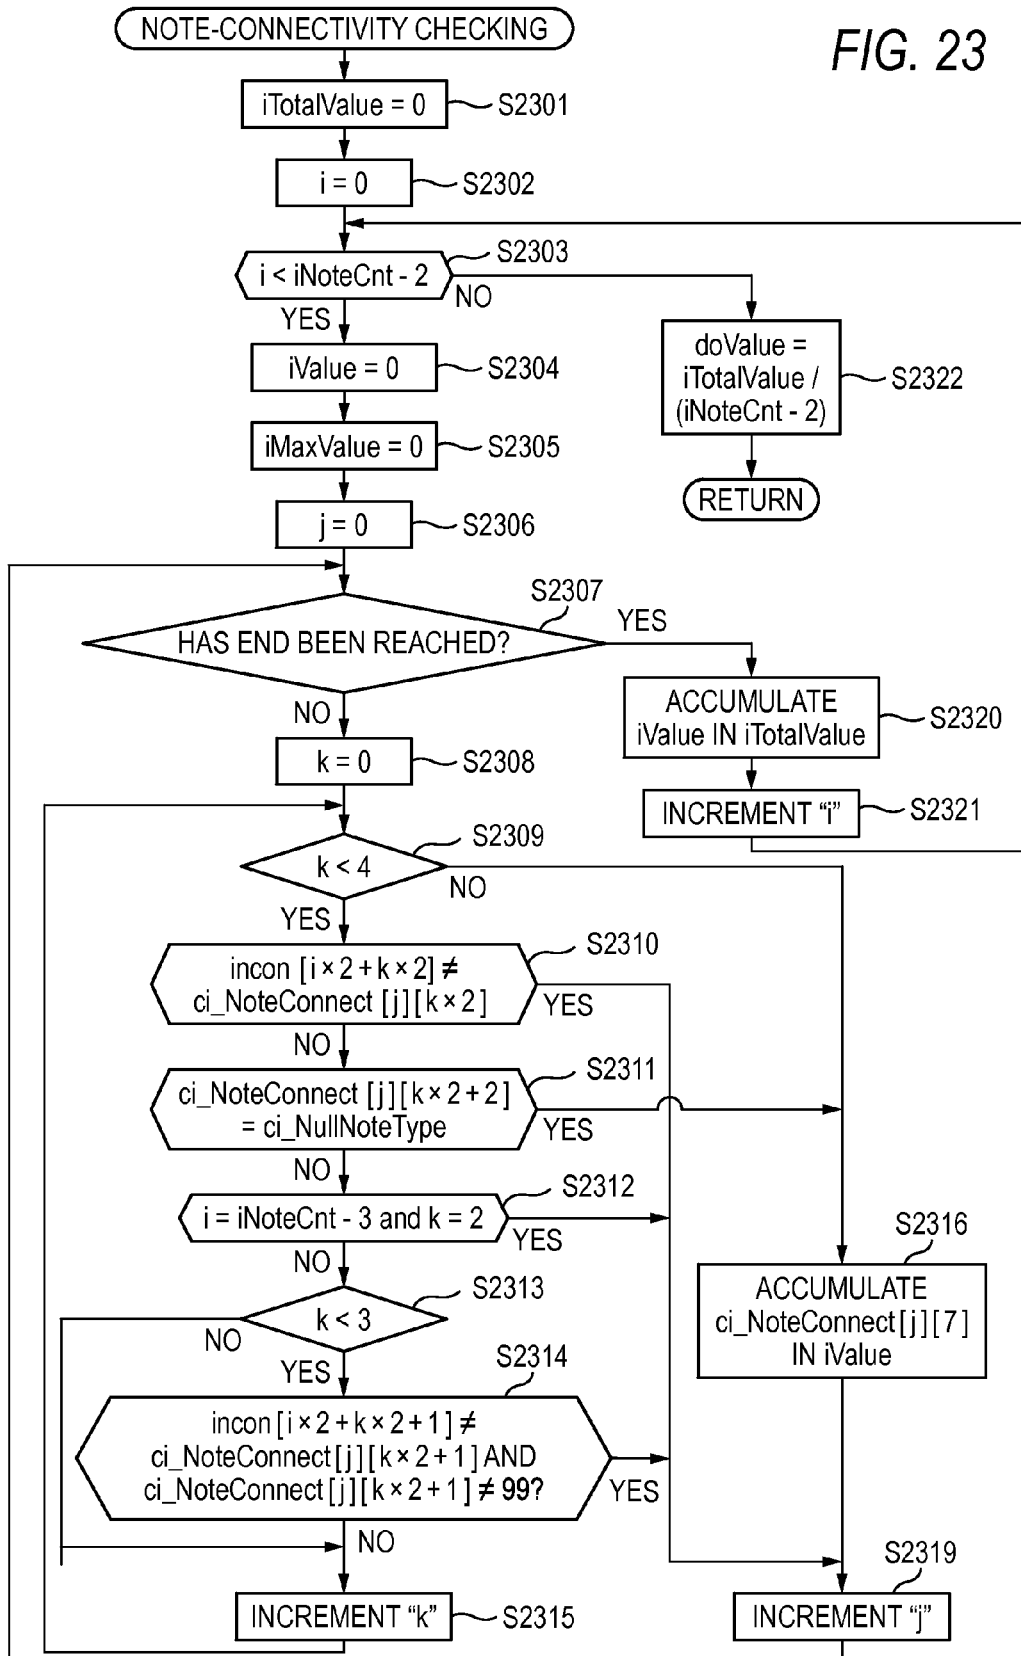 NOTE-CONNECTIVITY CHECKING
FIG. 23
iTotalValue = 0
S2301
i = 0
S2302
i < iNoteCnt - 2
S2303
NO
YES
iValue = 0
S2304
doValue =
iTotalValue /
(iNoteCnt - 2)
S2322
iMaxValue = 0
S2305
RETURN
j = 0
S2306
HAS END BEEN REACHED?
S2307
YES
NO
ACCUMULATE
iValue IN iTotalValue
S2320
k = 0
S2308
INCREMENT “i”
S2321
k < 4
S2309
NO
YES
incon [i × 2 + k × 2] ≠
ci_NoteConnect [j] [k × 2]
S2310
YES
NO
ci_NoteConnect [j] [k × 2 + 2]
= ci_NullNoteType
S2311
YES
NO
i = iNoteCnt - 3 and k = 2
S2312
YES
NO
k < 3
S2313
NO
YES
ACCUMULATE
ci_NoteConnect [j] [7]
IN iValue
S2316
incon [i × 2 + k × 2 + 1] ≠
ci_NoteConnect [j] [k × 2 + 1] AND
ci_NoteConnect [j] [k × 2 + 1] ≠ 99?
S2314
YES
NO
INCREMENT “k”
S2315
INCREMENT “j”
S2319